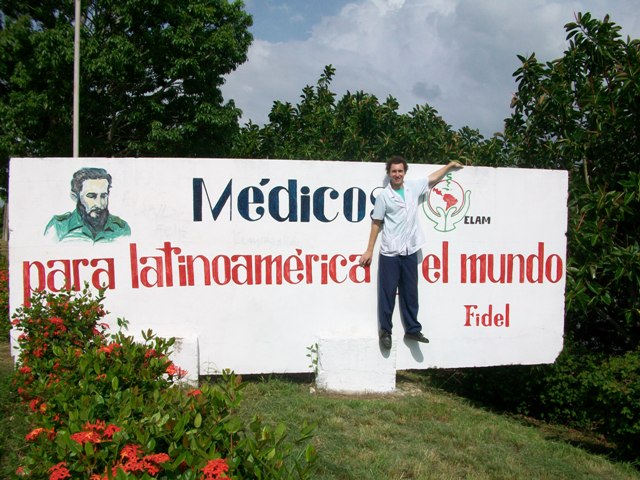 Médicos
ELAM
para latinoamérica el mundo
Fidel